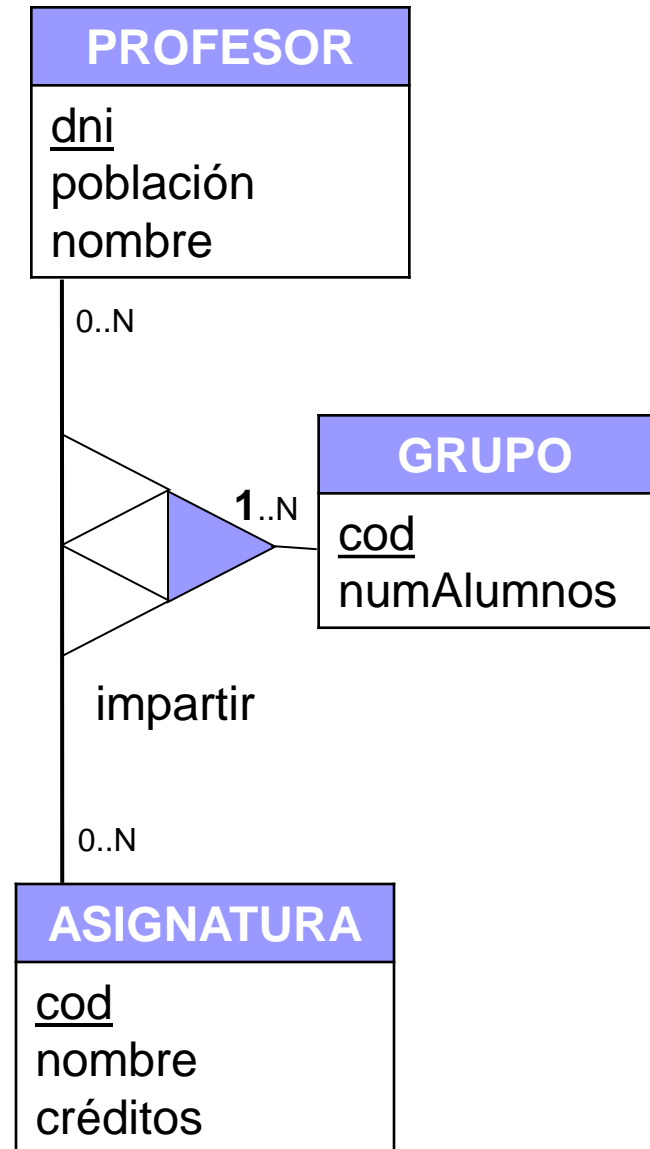 PROFESOR
dni
población
nombre
0..N
GRUPO
1..N
cod
numAlumnos
impartir
0..N
ASIGNATURA
cod
nombre
créditos